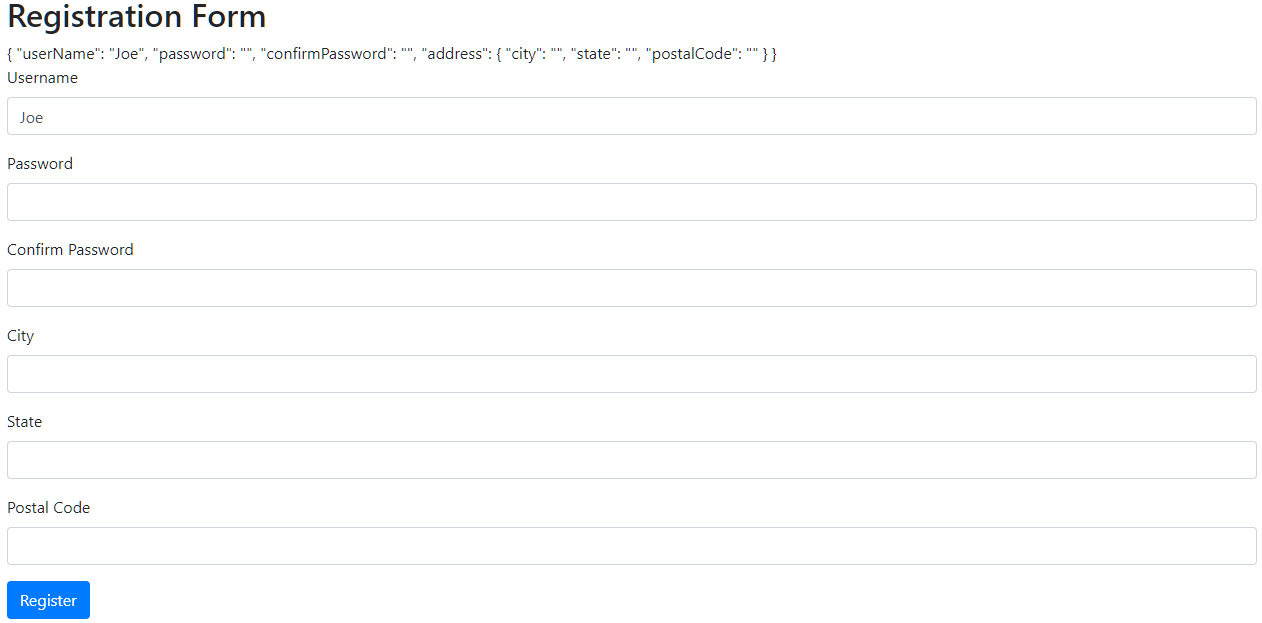 Registration Form
{ "userName": "Joe", "password": "", "confirmPassword": "", "address": { "city": "", "state": "", "postalCode": "" } }
Username
Joe
Password
Confirm Password
City
State
Postal Code
Register